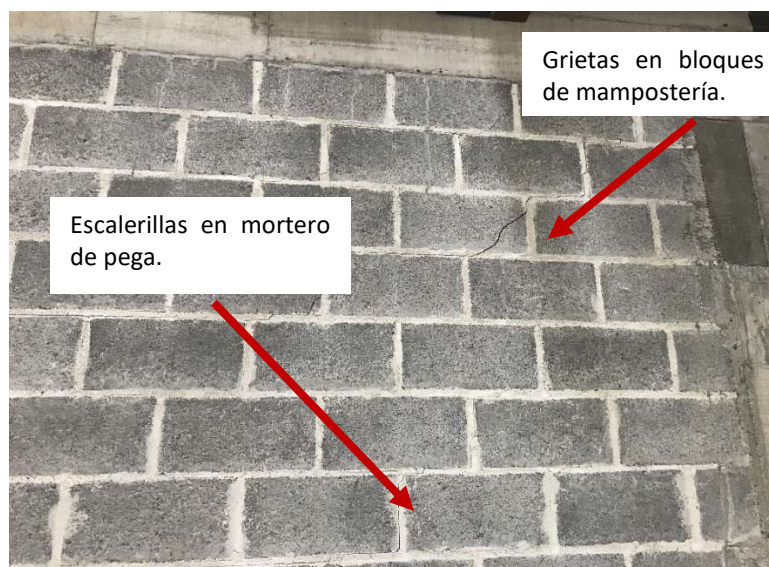 Grietas en bloques
de mampostería.
Escalerillas en mortero
de pega.